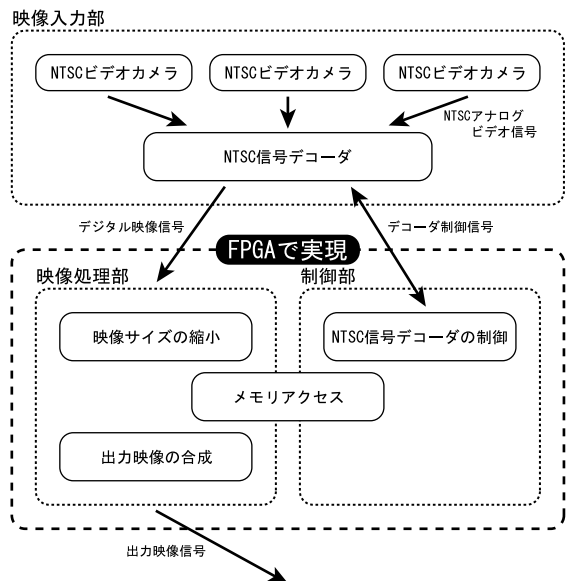 映像入力部
NTSCビデオカメラ
NTSCビデオカメラ
NTSCビデオカメラ
NTSCアナログ
ビデオ信号
NTSC信号デコーダ
デジタル映像信号
デコーダ制御信号
FPGAで実現
映像処理部
制御部
映像サイズの縮小
NTSC信号デコーダの制御
メモリアクセス
出力映像の合成
出力映像信号